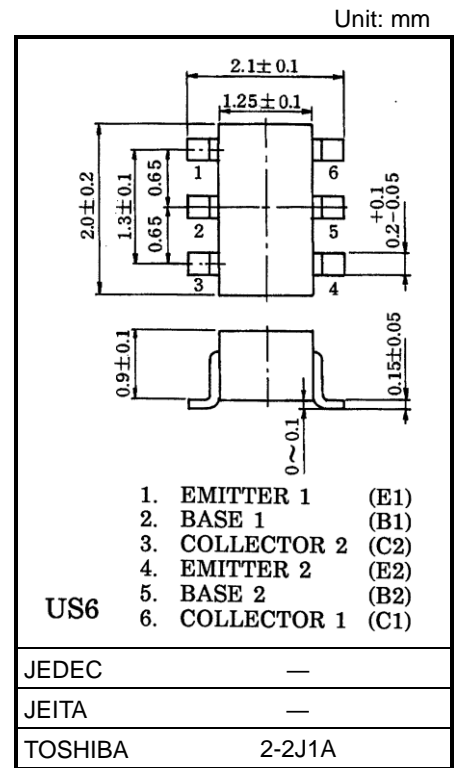 Unit: mm
2.1± 0.1
1.25± 0.1
1 6
2 5
3 4
2.0±0.2
1.3±0.1
0.65
0.65
+0.1
0.2-0.05
0.9±0.1
0.15±0.05
0~0.1
1. EMITTER 1 (E1)
2. BASE 1 (B1)
3. COLLECTOR 2 (C2)
4. EMITTER 2 (E2)
5. BASE 2 (B2)
US6 6. COLLECTOR 1 (C1)
JEDEC —
JEITA —
TOSHIBA 2-2J1A